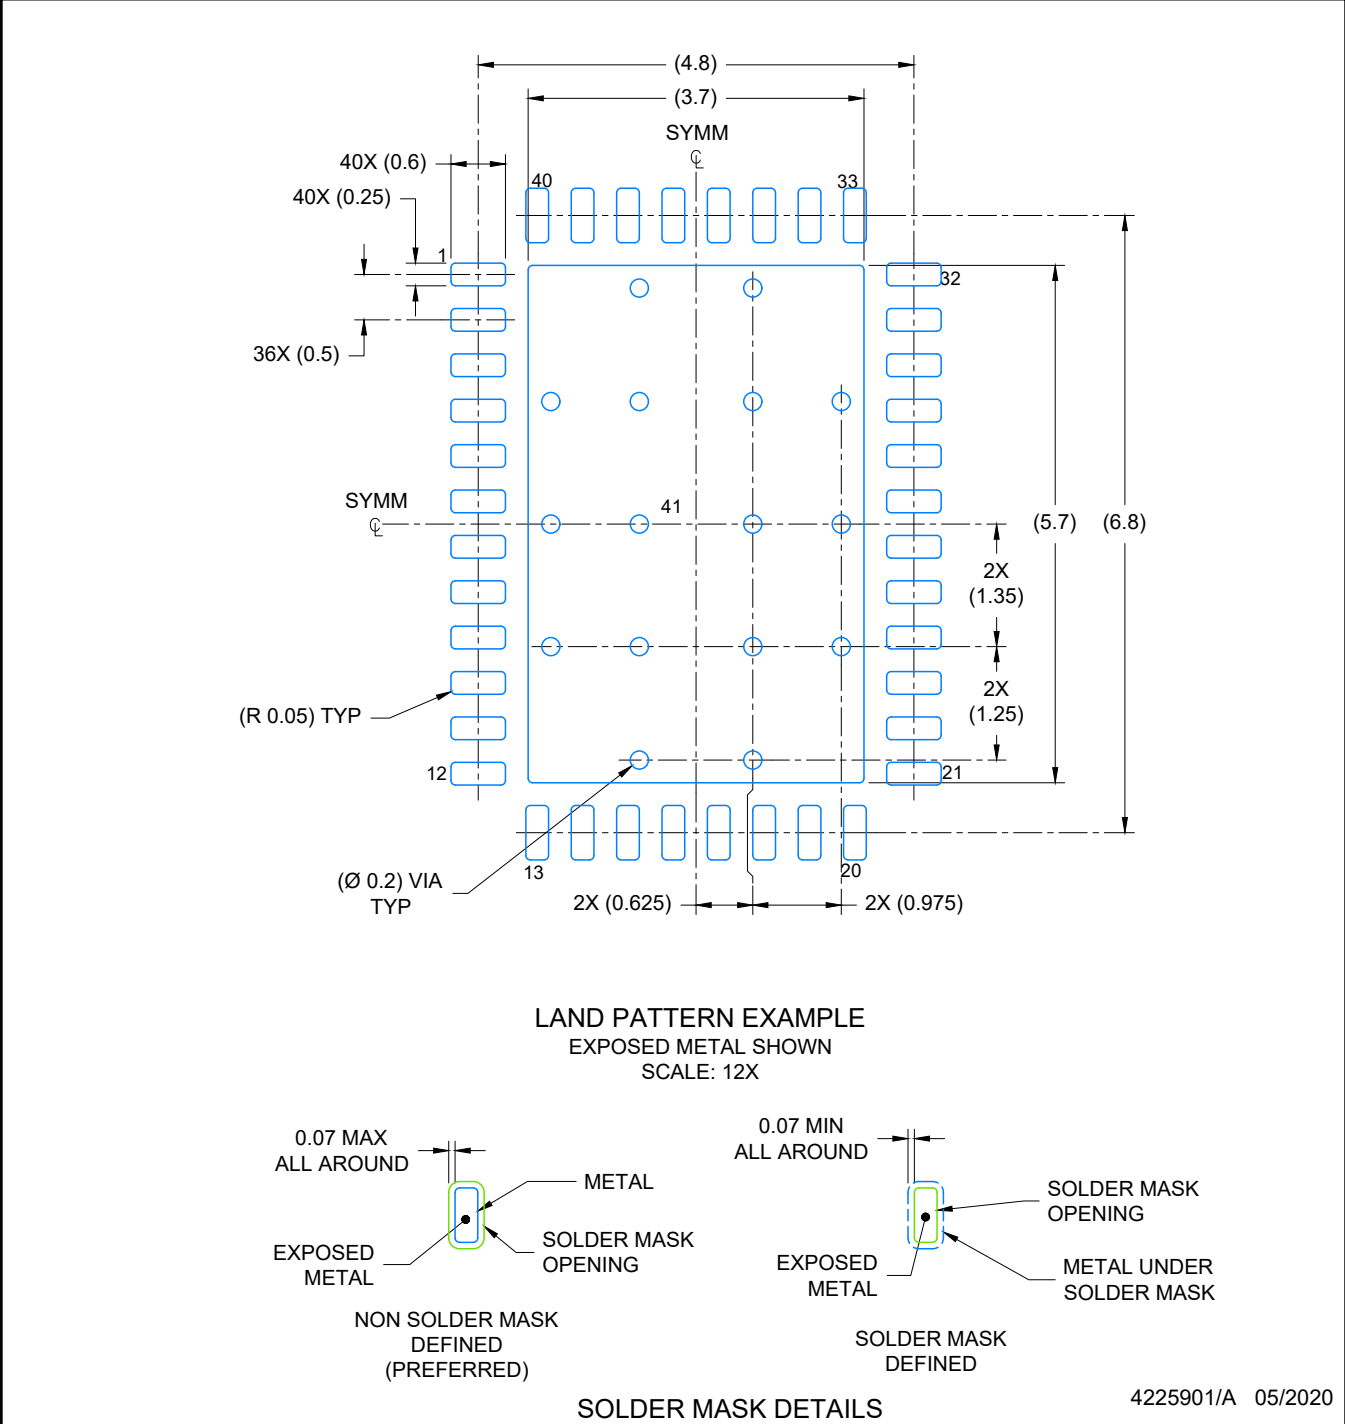 (4.8)
(3.7)
SYMM
℄
40X (0.6)
40X (0.25)
40
33
1
32
36X (0.5)
SYMM
℄
41
(5.7)
(6.8)
2X
(1.35)
2X
(1.25)
(R 0.05) TYP
12
21
13
20
(Ø 0.2) VIA
TYP
2X (0.625)
2X (0.975)
LAND PATTERN EXAMPLE
EXPOSED METAL SHOWN
SCALE: 12X
0.07 MAX
ALL AROUND
METAL
EXPOSED
METAL
SOLDER MASK
OPENING
NON SOLDER MASK
DEFINED
(PREFERRED)
0.07 MIN
ALL AROUND
SOLDER MASK
OPENING
EXPOSED
METAL
METAL UNDER
SOLDER MASK
SOLDER MASK
DEFINED
SOLDER MASK DETAILS
4225901/A 05/2020